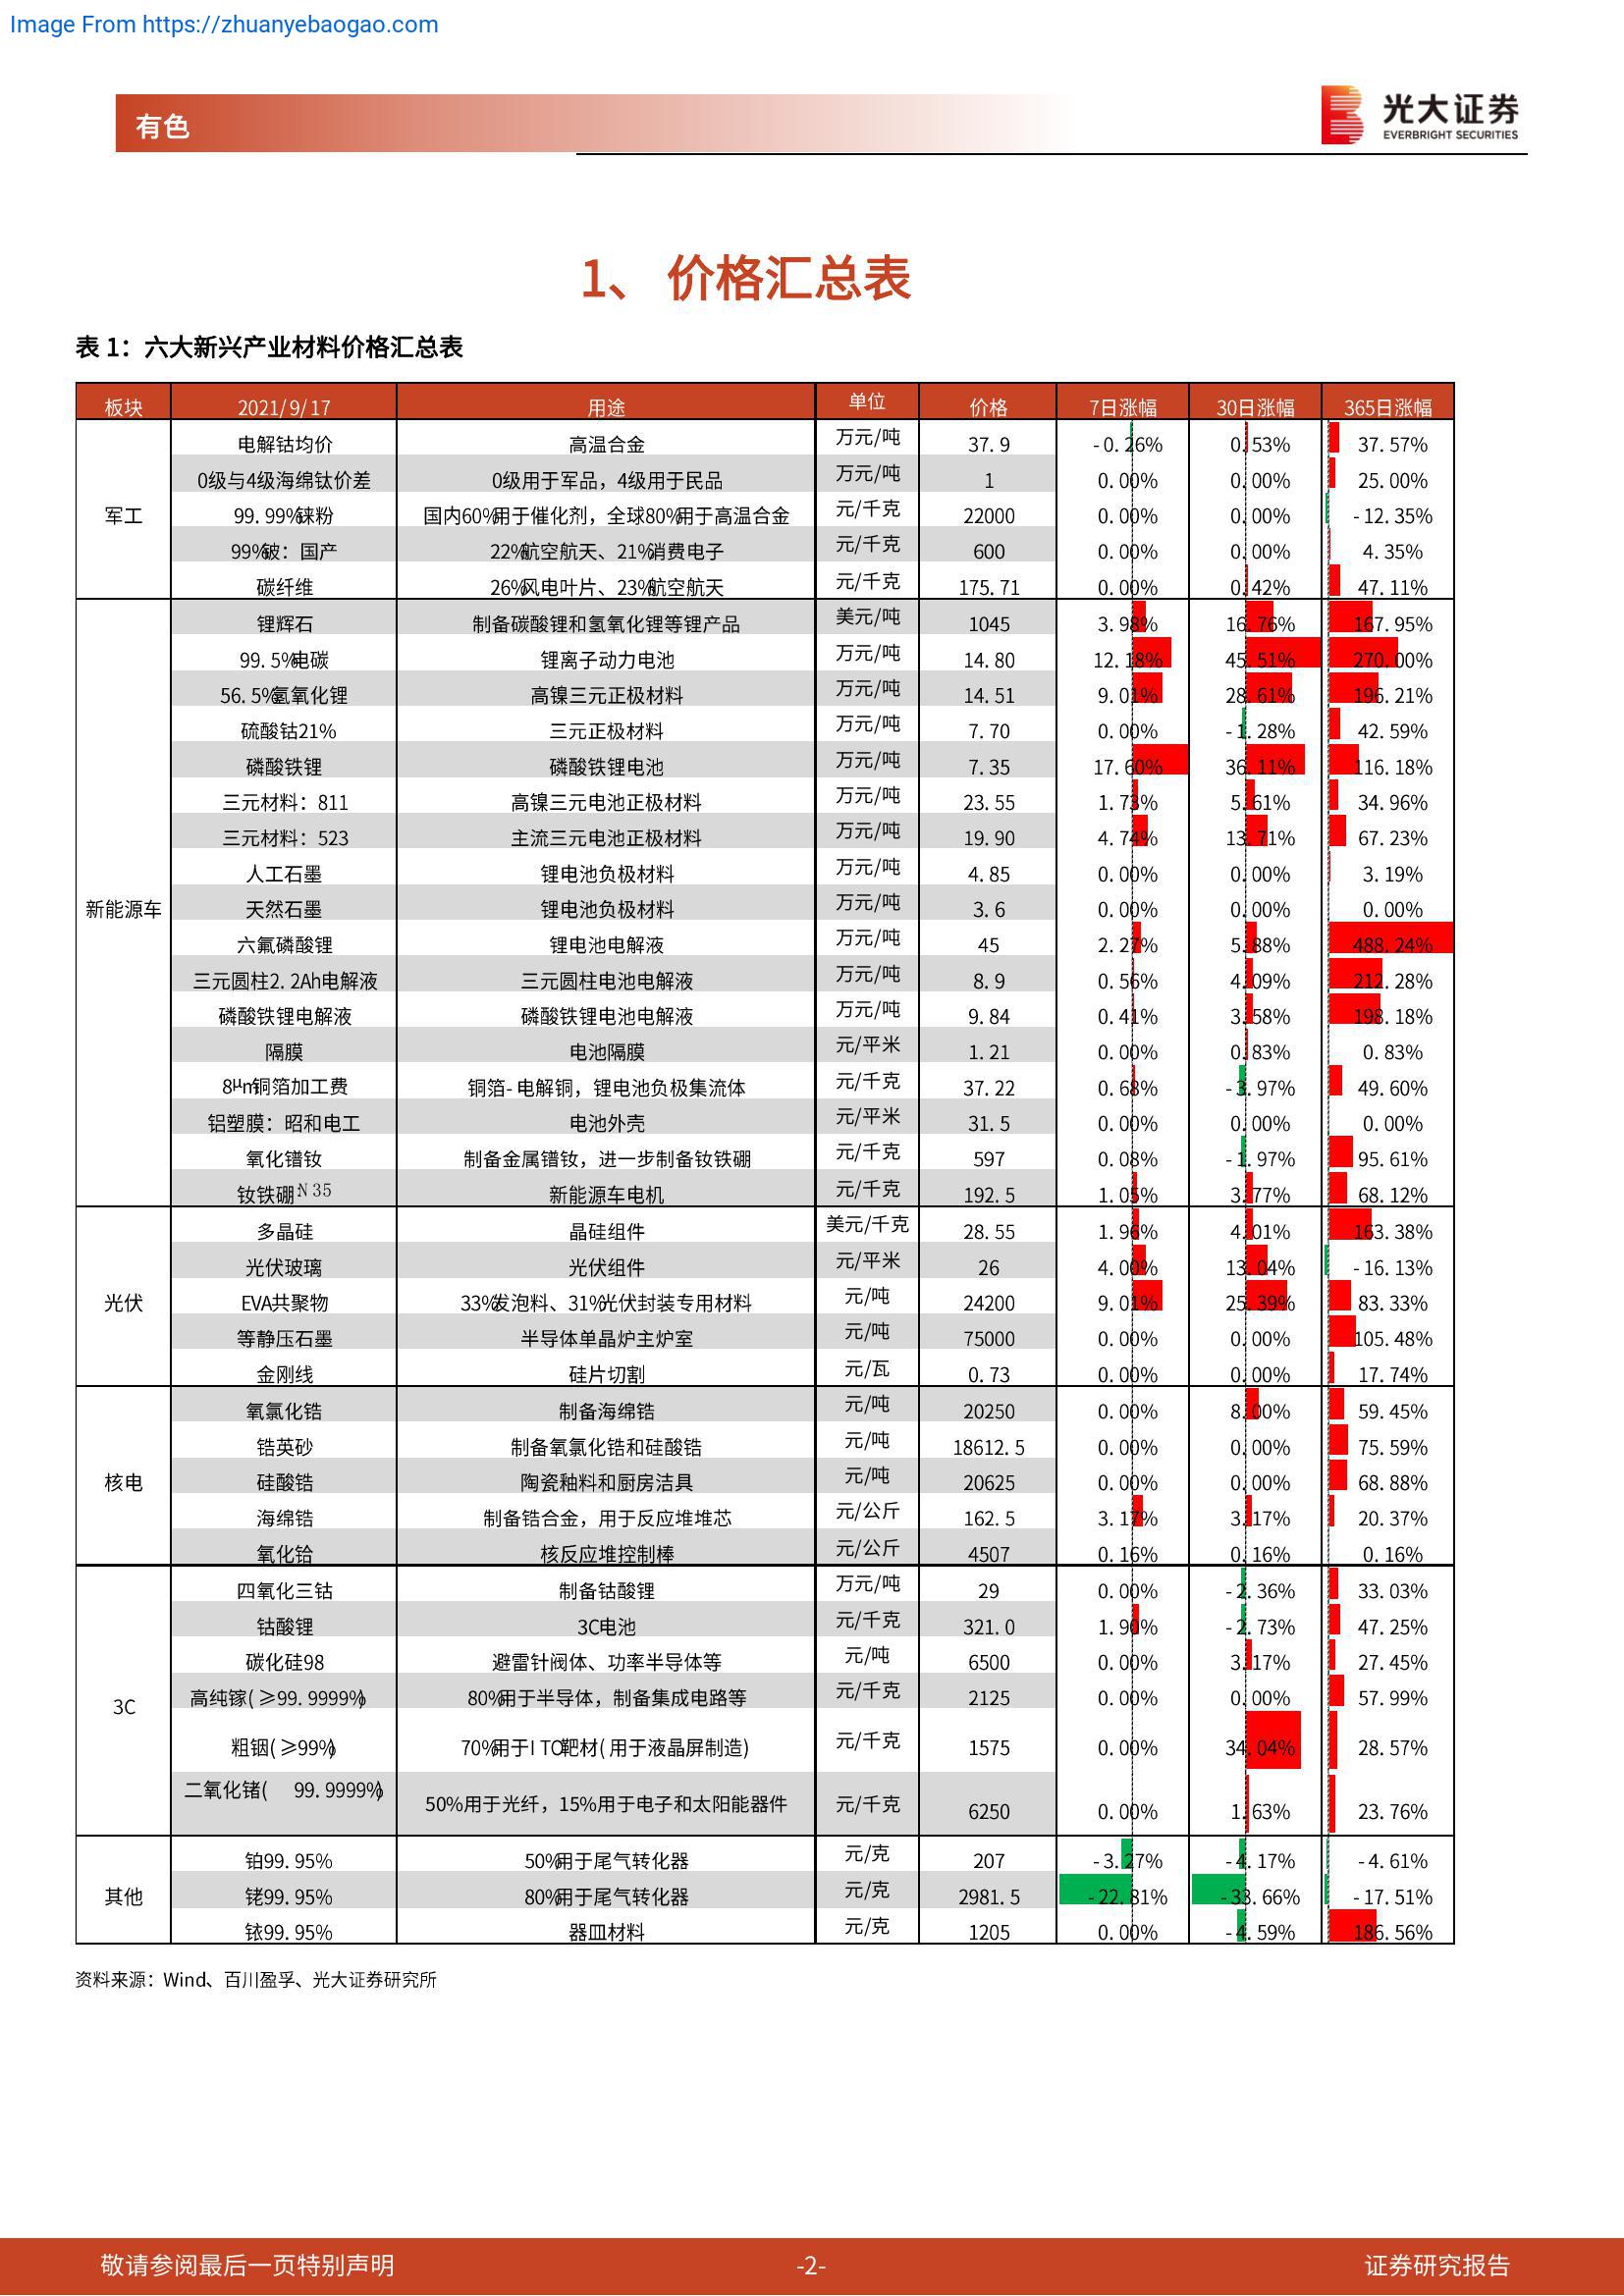 Image From https://zhuanyebaogao.com
有色
光大证券
EVERBRIGHT SECURITIES
1、 价格汇总表
表 1：六大新兴产业材料价格汇总表
板块 2021/9/17 用途 单位 价格 7日涨幅 30日涨幅 365日涨幅
军工
电解钴均价 高温合金 万元/吨 37.9 -0.26% 0.53% 37.57%
0级与4级海绵钛价差 0级用于军品，4级用于民品 万元/吨 1 0.00% 0.00% 25.00%
99.99%铼粉 国内60%用于催化剂，全球80%用于高温合金 元/千克 22000 0.00% 0.00% -12.35%
99%铍：国产 22%航空航天、21%消费电子 元/千克 600 0.00% 0.00% 4.35%
碳纤维 26%风电叶片、23%航空航天 元/千克 175.71 0.00% 0.42% 47.11%
新能源车
锂辉石 制备碳酸锂和氢氧化锂等锂产品 美元/吨 1045 3.98% 16.76% 167.95%
99.5%电碳 锂离子动力电池 万元/吨 14.80 12.18% 45.51% 270.00%
56.5%氢氧化锂 高镍三元正极材料 万元/吨 14.51 9.01% 28.61% 196.21%
硫酸钴21% 三元正极材料 万元/吨 7.70 0.00% -1.28% 42.59%
磷酸铁锂 磷酸铁锂电池 万元/吨 7.35 17.60% 36.11% 116.18%
三元材料：811 高镍三元电池正极材料 万元/吨 23.55 1.73% 5.61% 34.96%
三元材料：523 主流三元电池正极材料 万元/吨 19.90 4.74% 13.71% 67.23%
人工石墨 锂电池负极材料 万元/吨 4.85 0.00% 0.00% 3.19%
天然石墨 锂电池负极材料 万元/吨 3.6 0.00% 0.00% 0.00%
六氟磷酸锂 锂电池电解液 万元/吨 45 2.27% 5.88% 488.24%
三元圆柱2.2Ah电解液 三元圆柱电池电解液 万元/吨 8.9 0.56% 4.09% 212.28%
磷酸铁锂电解液 磷酸铁锂电池电解液 万元/吨 9.84 0.41% 3.58% 198.18%
隔膜 电池隔膜 元/平米 1.21 0.00% 0.83% 0.83%
8μm铜箔加工费 铜箔-电解铜，锂电池负极集流体 元/千克 37.22 0.68% -3.97% 49.60%
铝塑膜：昭和电工 电池外壳 元/平米 31.5 0.00% 0.00% 0.00%
氧化镨钕 制备金属镨钕，进一步制备钕铁硼 元/千克 597 0.08% -1.97% 95.61%
钕铁硼:N35 新能源车电机 元/千克 192.5 1.05% 3.77% 68.12%
光伏
多晶硅 晶硅组件 美元/千克 28.55 1.96% 4.01% 163.38%
光伏玻璃 光伏组件 元/平米 26 4.00% 13.04% -16.13%
EVA共聚物 33%发泡料、31%光伏封装专用材料 元/吨 24200 9.01% 25.39% 83.33%
等静压石墨 半导体单晶炉主炉室 元/吨 75000 0.00% 0.00% 105.48%
金刚线 硅片切割 元/瓦 0.73 0.00% 0.00% 17.74%
核电
氧氯化锆 制备海绵锆 元/吨 20250 0.00% 8.00% 59.45%
锆英砂 制备氧氯化锆和硅酸锆 元/吨 18612.5 0.00% 0.00% 75.59%
硅酸锆 陶瓷釉料和厨房洁具 元/吨 20625 0.00% 0.00% 68.88%
海绵锆 制备锆合金，用于反应堆堆芯 元/公斤 162.5 3.17% 3.17% 20.37%
氧化铪 核反应堆控制棒 元/公斤 4507 0.16% 0.16% 0.16%
3C
四氧化三钴 制备钴酸锂 万元/吨 29 0.00% -2.36% 33.03%
钴酸锂 3C电池 元/千克 321.0 1.90% -2.73% 47.25%
碳化硅98 避雷针阀体、功率半导体等 元/吨 6500 0.00% 3.17% 27.45%
高纯镓(≥99.9999%) 80%用于半导体，制备集成电路等 元/千克 2125 0.00% 0.00% 57.99%
粗铟(≥99%) 70%用于ITO靶材(用于液晶屏制造) 元/千克 1575 0.00% 34.04% 28.57%
二氧化锗( 99.9999%) 50%用于光纤，15%用于电子和太阳能器件 元/千克 6250 0.00% 1.63% 23.76%
其他
铂99.95% 50%用于尾气转化器 元/克 207 -3.27% -4.17% -4.61%
铑99.95% 80%用于尾气转化器 元/克 2981.5 -22.81% -33.66% -17.51%
铱99.95% 器皿材料 元/克 1205 0.00% -4.59% 186.56%
资料来源：Wind、百川盈孚、光大证券研究所
敬请参阅最后一页特别声明 -2- 证券研究报告